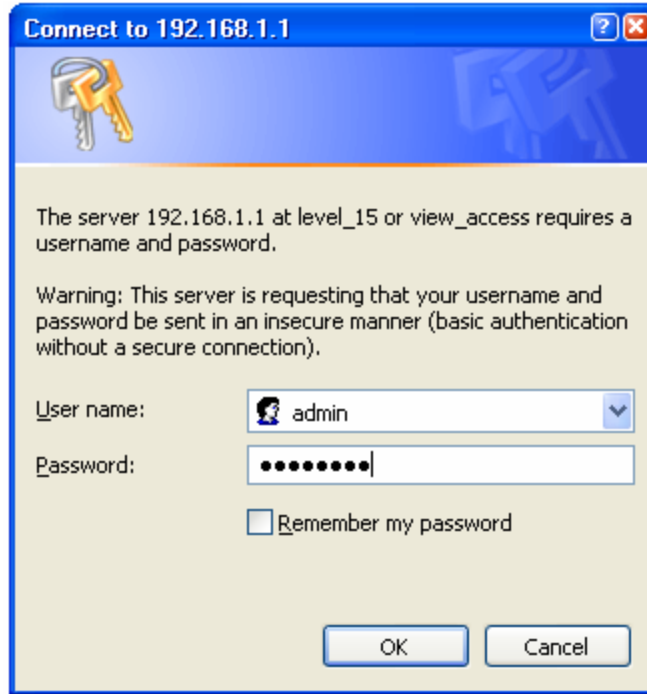 Connect to 192.168.1.1
The server 192.168.1.1 at level_15 or view_access requires a
username and password.
Warning: This server is requesting that your username and
password be sent in an insecure manner (basic authentication
without a secure connection).
User name:
admin
Password:
●●●●●●●●
Remember my password
OK
Cancel